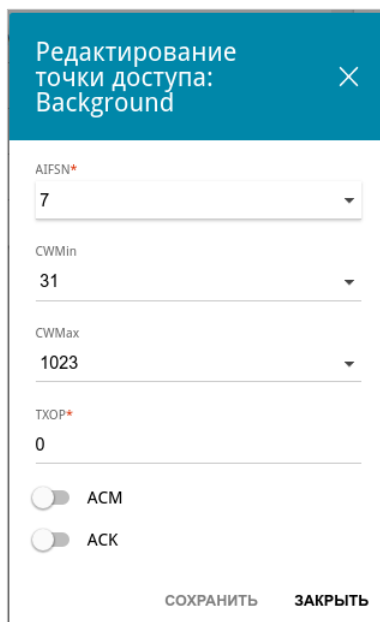 Редактирование
точки доступа:
Background
AIFSN*
7
CWMin
31
CWMax
1023
TXOP*
0
ACM
ACK
СОХРАНИТЬ ЗАКРЫТЬ